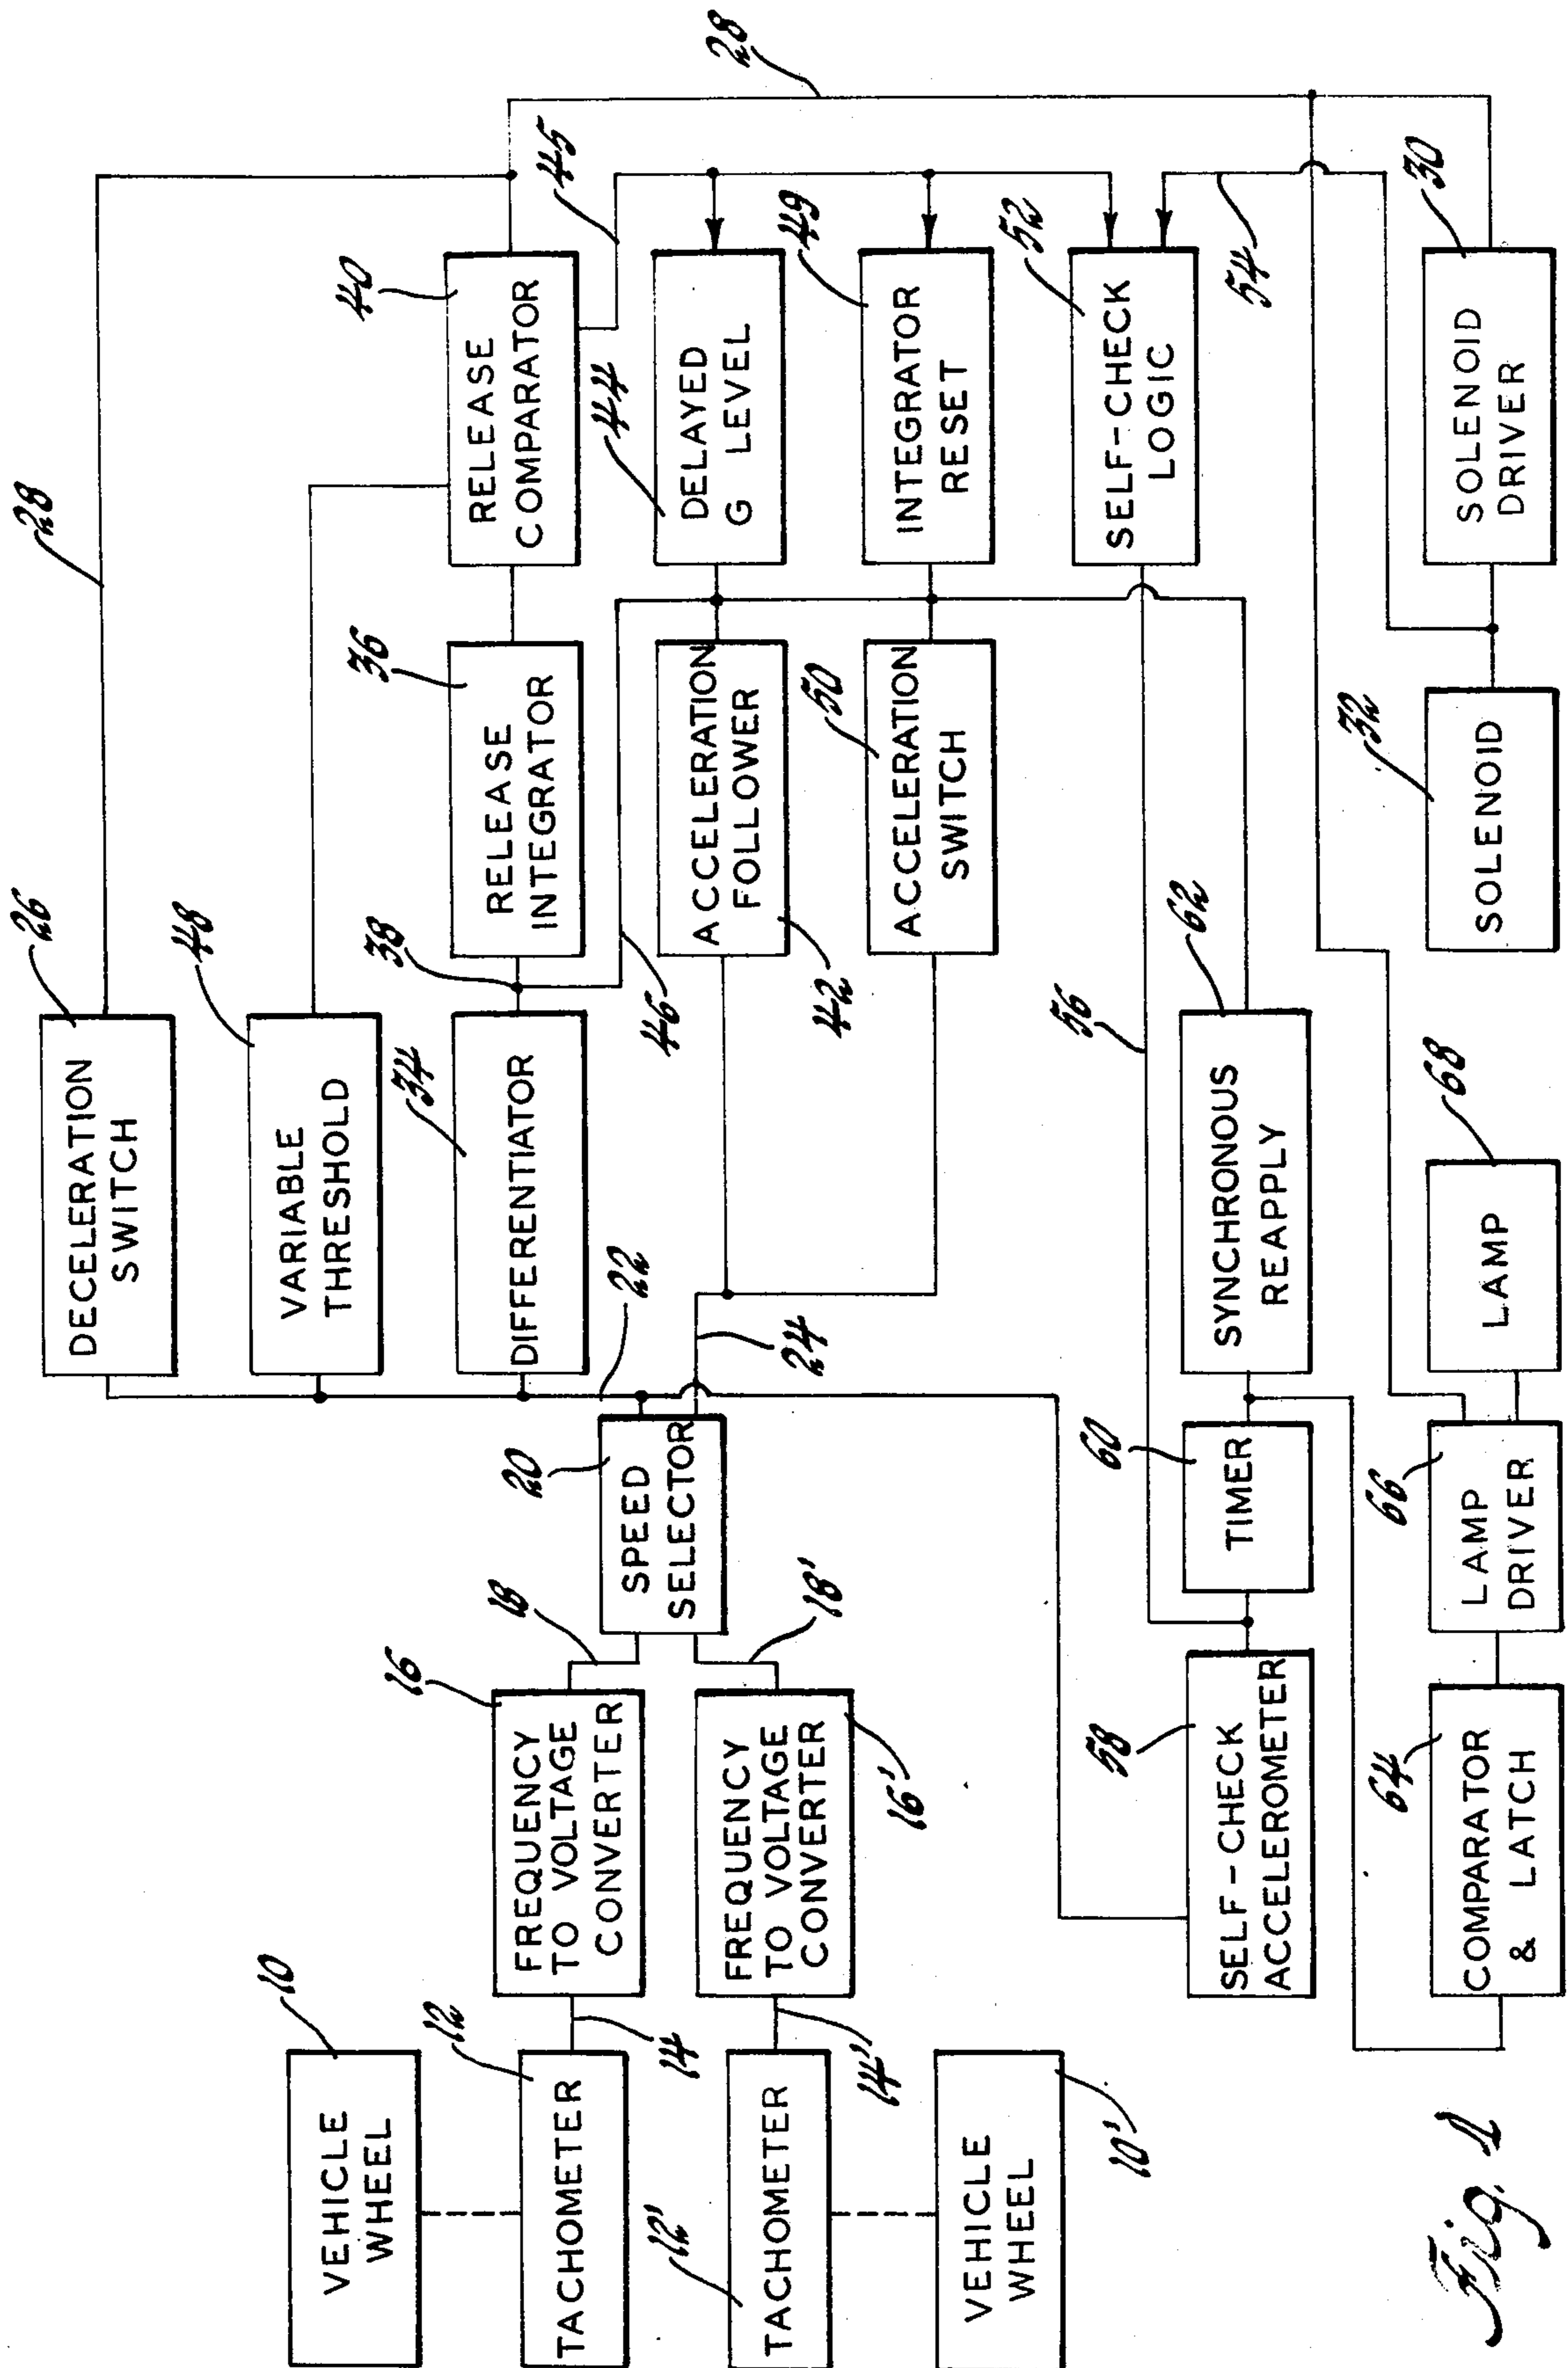 VEHICLE
WHEEL
10
TACHOMETER
12
14
FREQUENCY
TO VOLTAGE
CONVERTER
16
18
TACHOMETER
12'
14'
FREQUENCY
TO VOLTAGE
CONVERTER
16'
18'
VEHICLE
WHEEL
10'
SPEED
SELECTOR
20
22
24
DECELERATION
SWITCH
26
28
VARIABLE
THRESHOLD
48
DIFFERENTIATOR
34
38
RELEASE
INTEGRATOR
36
RELEASE
COMPARATOR
40
28
45
46
ACCELERATION
FOLLOWER
42
DELAYED
G LEVEL
44
ACCELERATION
SWITCH
50
INTEGRATOR
RESET
49
SELF-CHECK
LOGIC
52
54
56
SELF-CHECK
ACCELEROMETER
58
TIMER
60
SYNCHRONOUS
REAPPLY
62
COMPARATOR
& LATCH
64
LAMP
DRIVER
66
LAMP
68
SOLENOID
32
SOLENOID
DRIVER
30
Fig. 1